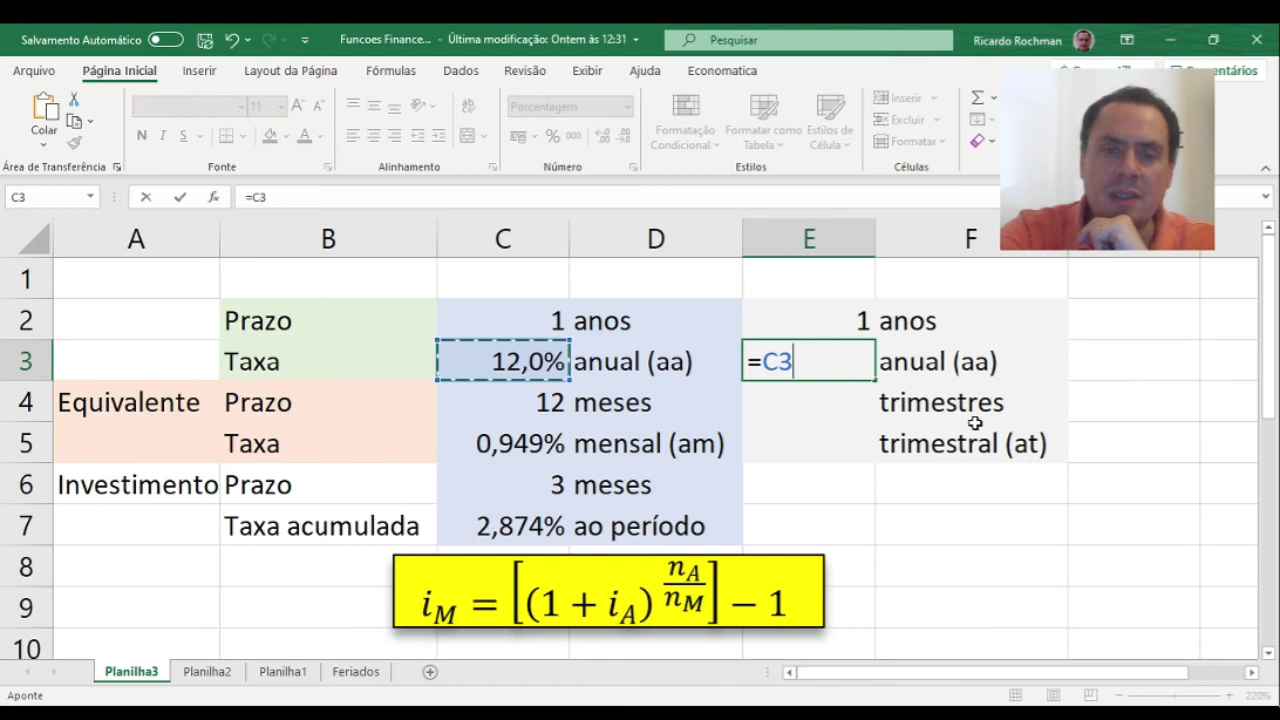 Salvamento Automático Funcoes Finance... - Última modificação: Ontem às 12:31 Pesquisar Ricardo Rochman
Arquivo Página Inicial Inserir Layout da Página Fórmulas Dados Revisão Exibir Ajuda Economatica
Colar 11 Porcentagem Formatação Condicional Formatar como Tabela Estilos de Célula Inserir Excluir Formatar
N I S
000
Área de Transferência Fonte Alinhamento Número Estilos Células
C3 fx =C3
A B C D E F
1
2 Prazo 1 anos 1 anos
3 Taxa 12,0% anual (aa) =C3 anual (aa)
4 Equivalente Prazo 12 meses trimestres
5 Taxa 0,949% mensal (am) trimestral (at)
6 Investimento Prazo 3 meses
7 Taxa acumulada 2,874% ao período
8
9
10
i_M = [(1 + i_A)^(n_A/n_M)] − 1
Planilha3 Planilha2 Planilha1 Feriados
Aponte 220%